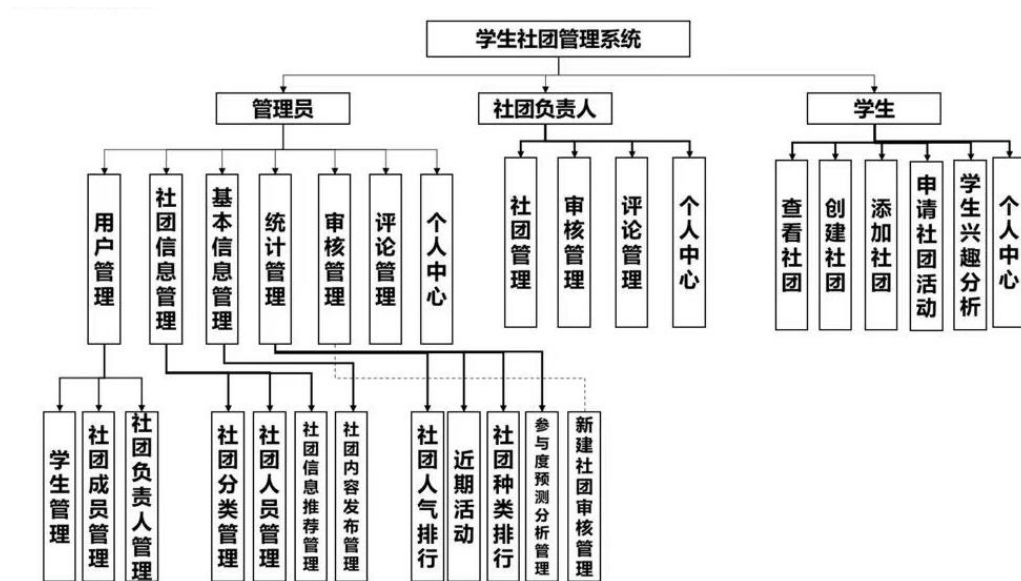 学生社团管理系统
管理员
社团负责人
学生
用户管理
社团信息管理
基本信息管理
统计管理
审核管理
评论管理
个人中心
社团管理
审核管理
评论管理
个人中心
查看社团
创建社团
添加社团
申请社团活动
学生兴趣分析
个人中心
学生管理
社团成员管理
社团负责人管理
社团分类管理
社团人员管理
社团信息推荐管理
社团内容发布管理
社团人气排行
近期活动
社团种类排行
参与度预测分析管理
新建社团审核管理